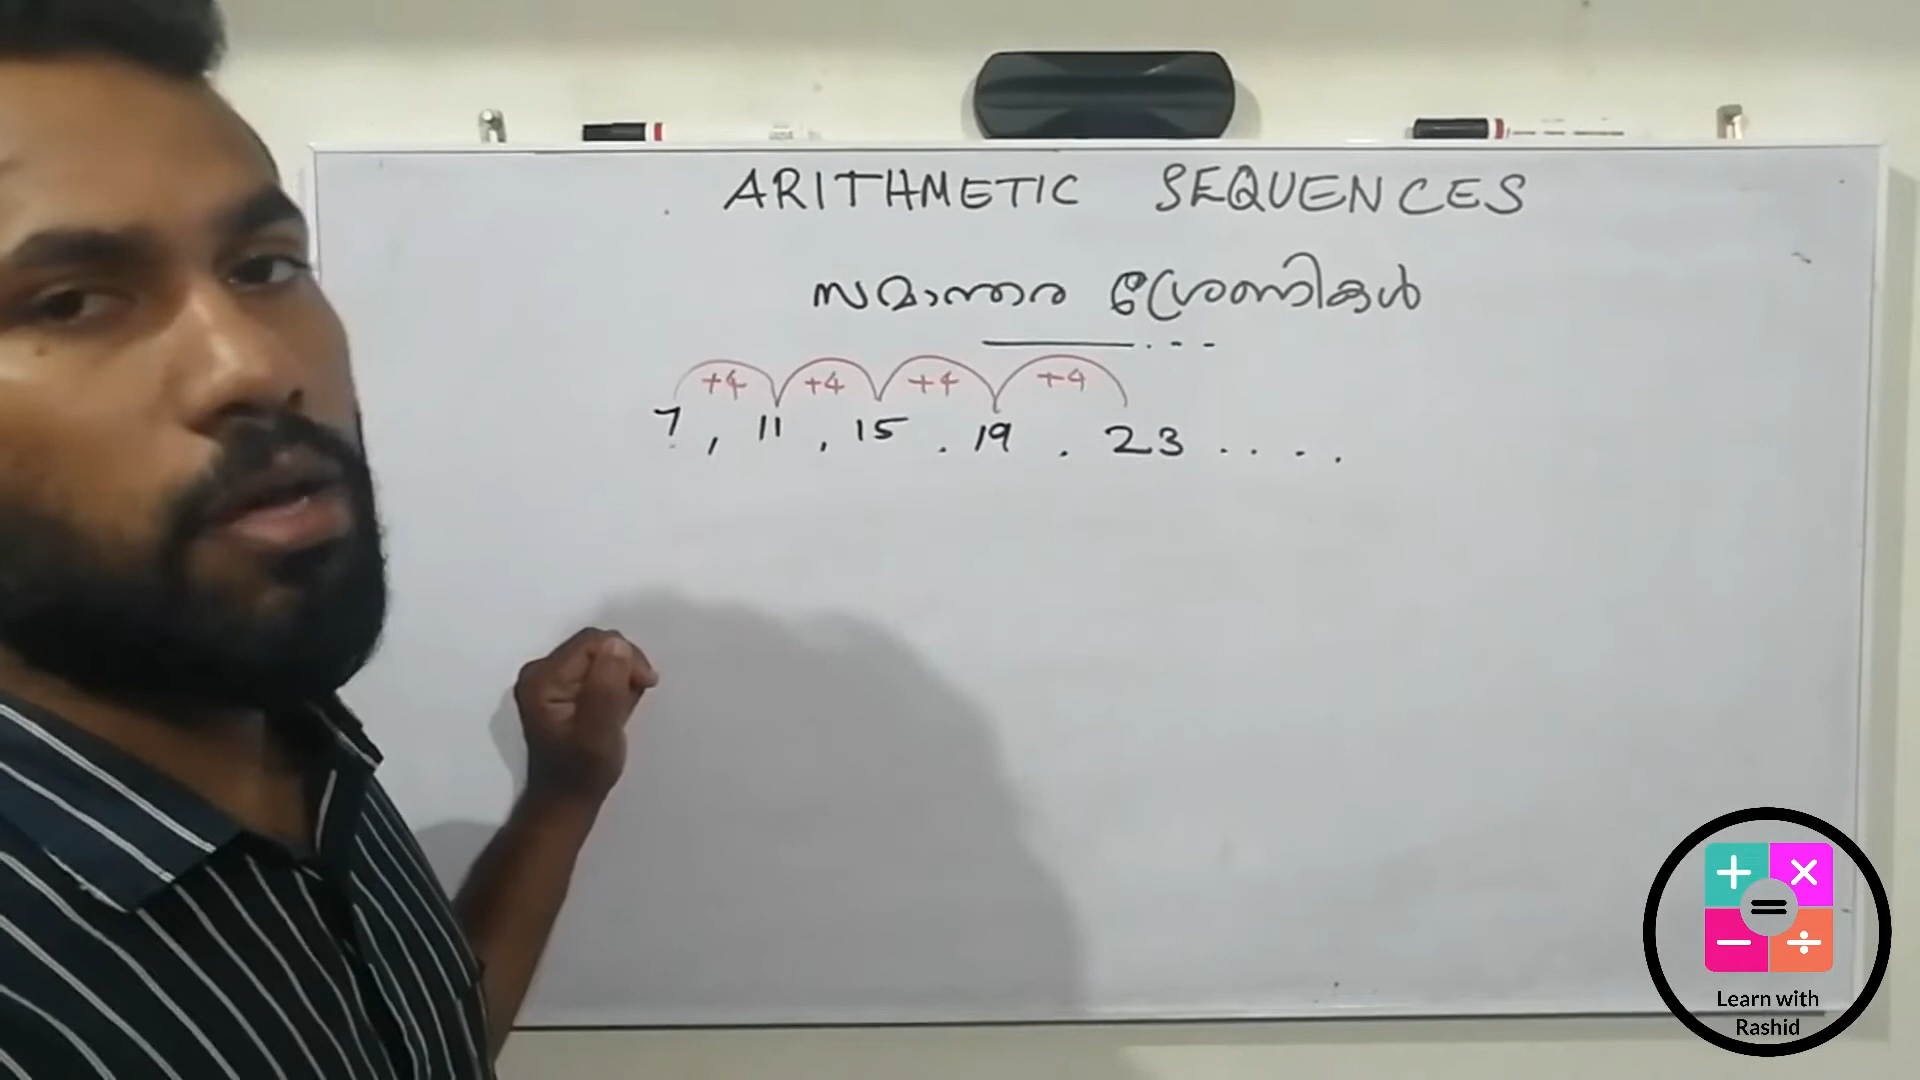 ARITHMETIC SEQUENCES
സമാന്തര ശ്രേണികൾ
+4 +4 +4 +4
7, 11, 15. 19. 23....
Learn with
Rashid